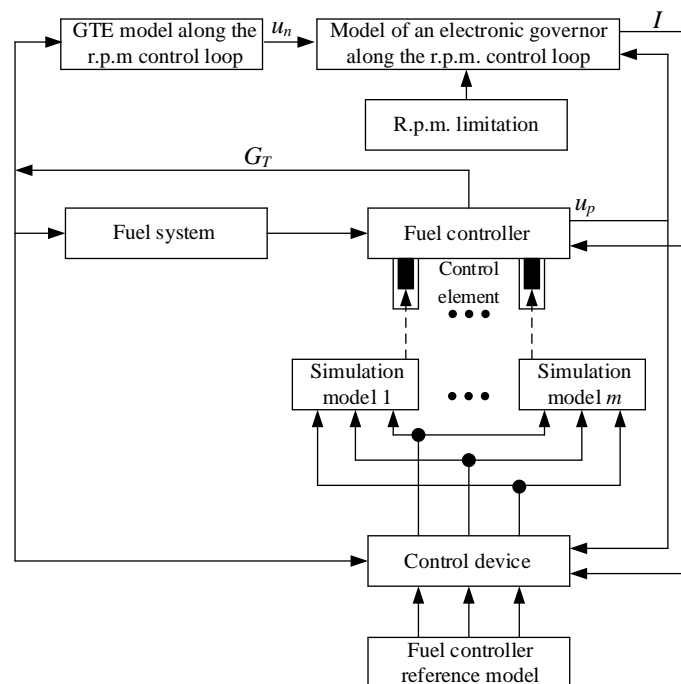 GTE model along the
r.p.m control loop
u_n
Model of an electronic governor
along the r.p.m. control loop
I
R.p.m. limitation
G_T
Fuel system
Fuel controller
u_p
Control
element
Simulation
model 1
Simulation
model m
Control device
Fuel controller
reference model